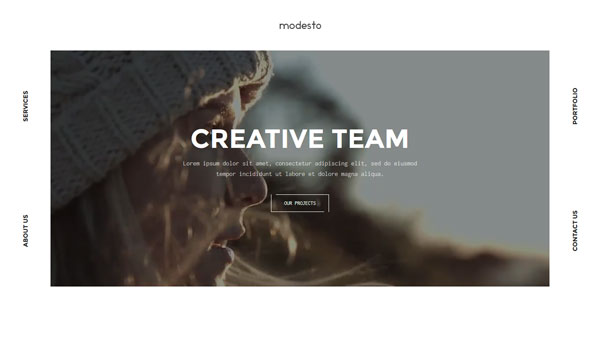 modesto
SERVICES
PORTFOLIO
CREATIVE TEAM
Lorem ipsum dolor sit amet, consectetur adipiscing elit, sed do eiusmod
tempor incididunt ut labore et dolore magna aliqua.
OUR PROJECTS
ABOUT US
CONTACT US